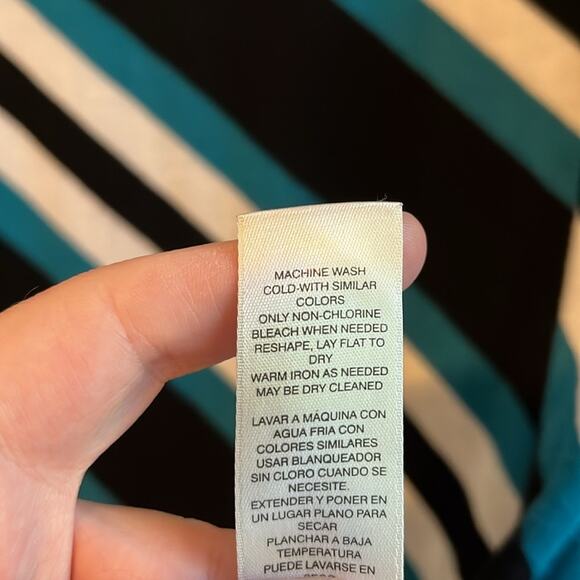 MACHINE WASH
COLD-WITH SIMILAR
COLORS
ONLY NON-CHLORINE
BLEACH WHEN NEEDED
RESHAPE, LAY FLAT TO
DRY
WARM IRON AS NEEDED
MAY BE DRY CLEANED
LAVAR A MÁQUINA CON
AGUA FRIA CON
COLORES SIMILARES
USAR BLANQUEADOR
SIN CLORO CUANDO SE
NECESITE.
EXTENDER Y PONER EN
UN LUGAR PLANO PARA
SECAR
PLANCHAR A BAJA
TEMPERATURA
PUEDE LAVARSE EN